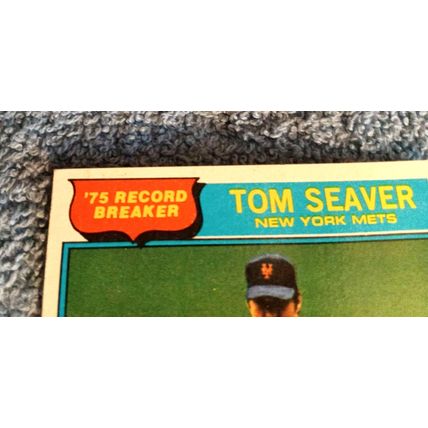 '75 RECORD
BREAKER
TOM SEAVER
NEW YORK METS